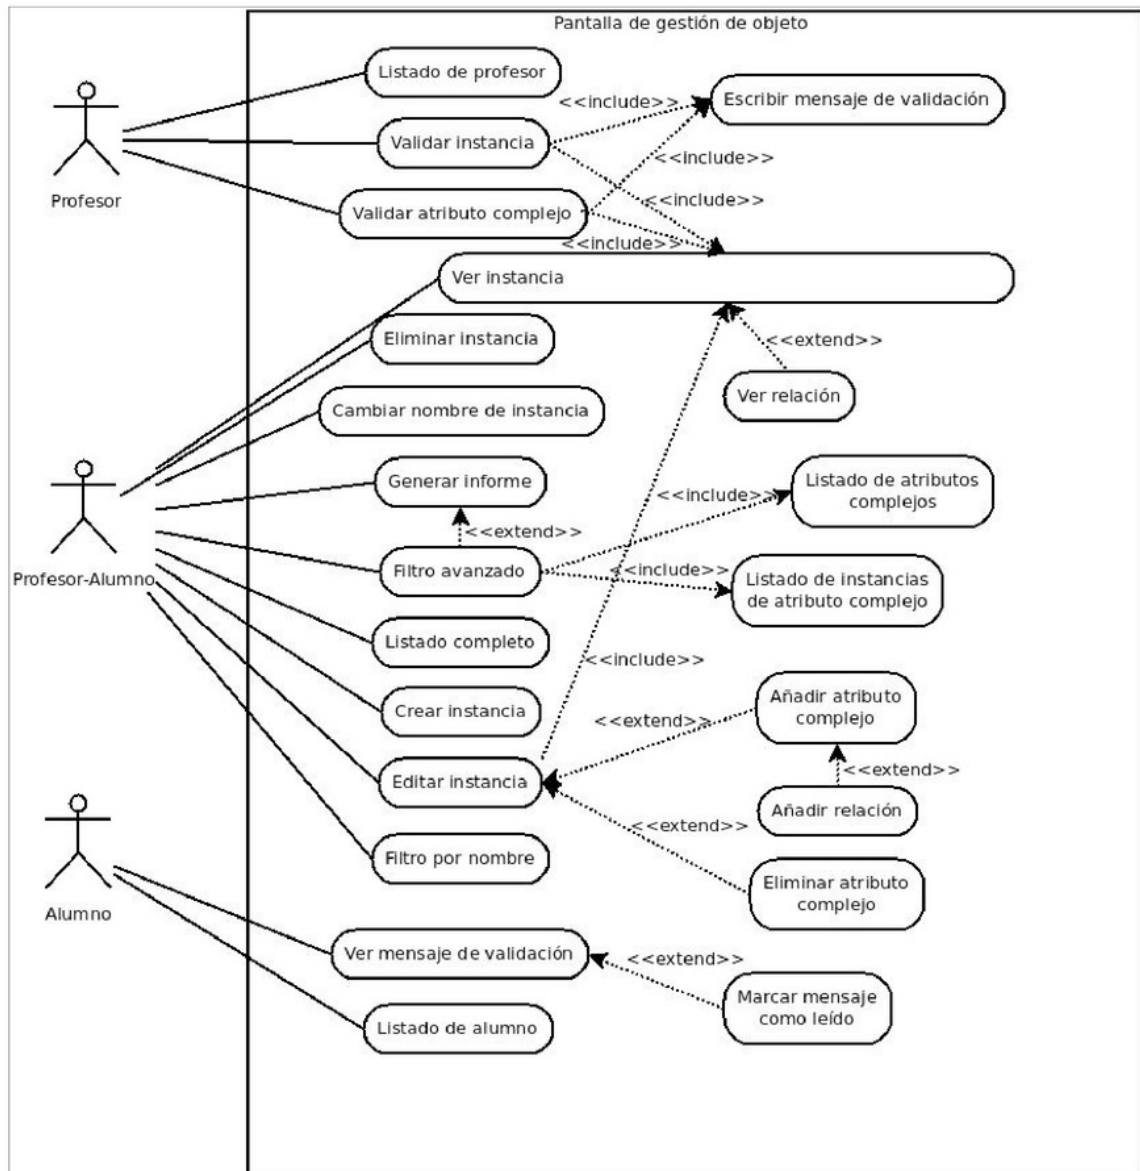 Pantalla de gestión de objeto
Listado de profesor
<<include>>
Escribir mensaje de validación
Validar instancia
<<include>>
Profesor
Validar atributo complejo
<<include>>
<<include>>
Ver instancia
Eliminar instancia
<<extend>>
Ver relación
Cambiar nombre de instancia
Generar informe
<<include>>
Listado de atributos
complejos
<<extend>>
Profesor-Alumno
Filtro avanzado
<<include>>
Listado de instancias
de atributo complejo
Listado completo
<<include>>
Crear instancia
<<extend>>
Añadir atributo
complejo
<<extend>>
Editar instancia
Añadir relación
<<extend>>
Filtro por nombre
Eliminar atributo
complejo
Alumno
Ver mensaje de validación
<<extend>>
Marcar mensaje
como leído
Listado de alumno